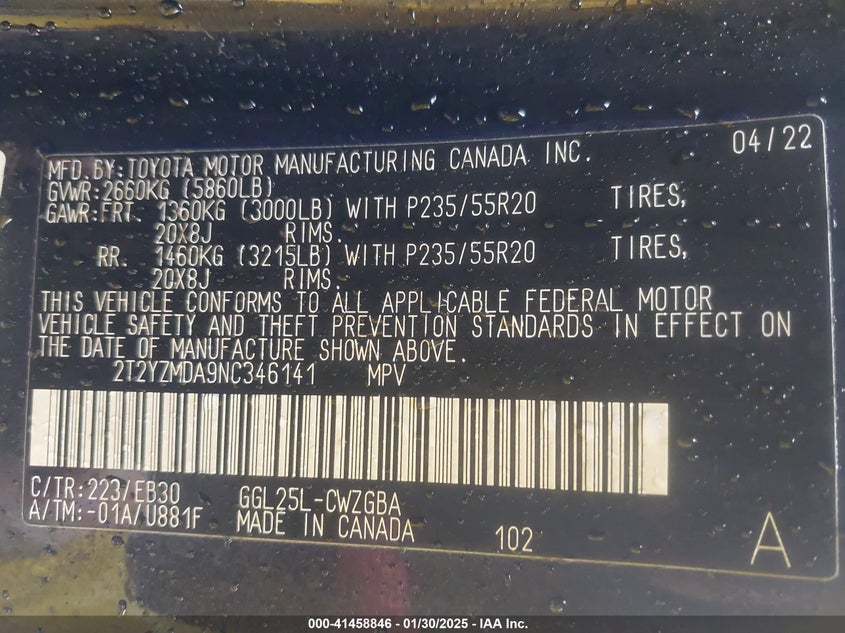 MFD.BY:TOYOTA MOTOR MANUFACTURING CANADA INC. 04/22
GVWR:2660KG (5860LB)
GAWR:FRT. 1360KG (3000LB) WITH P235/55R20 TIRES,
20X8J RIMS.
RR. 1460KG (3215LB) WITH P235/55R20 TIRES,
20X8J RIMS.
THIS VEHICLE CONFORMS TO ALL APPLICABLE FEDERAL MOTOR
VEHICLE SAFETY AND THEFT PREVENTION STANDARDS IN EFFECT ON
THE DATE OF MANUFACTURE SHOWN ABOVE.
2T2YZMDA9NC346141 MPV
C/TR:223/EB30 GGL25L-CWZGBA
A/TM:-01A/U881F MADE IN CANADA 102 A
000-41458846 - 01/30/2025 - IAA Inc.